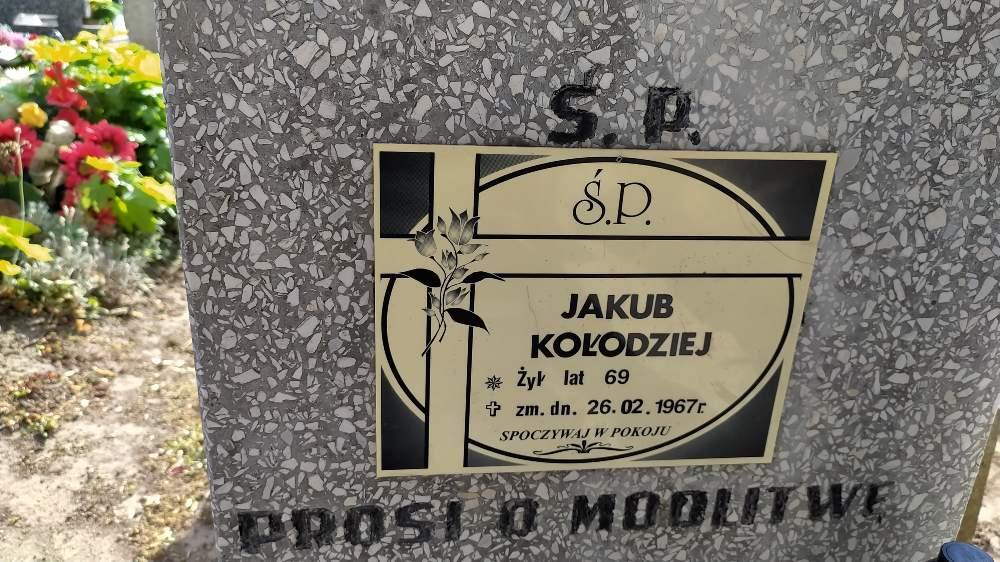 Ś. P.
Ś.P.
JAKUB
KOŁODZIEJ
Żył lat 69
zm. dn. 26.02.1967r.
SPOCZYWAJ W POKOJU
PROSI O MODLITWĘ